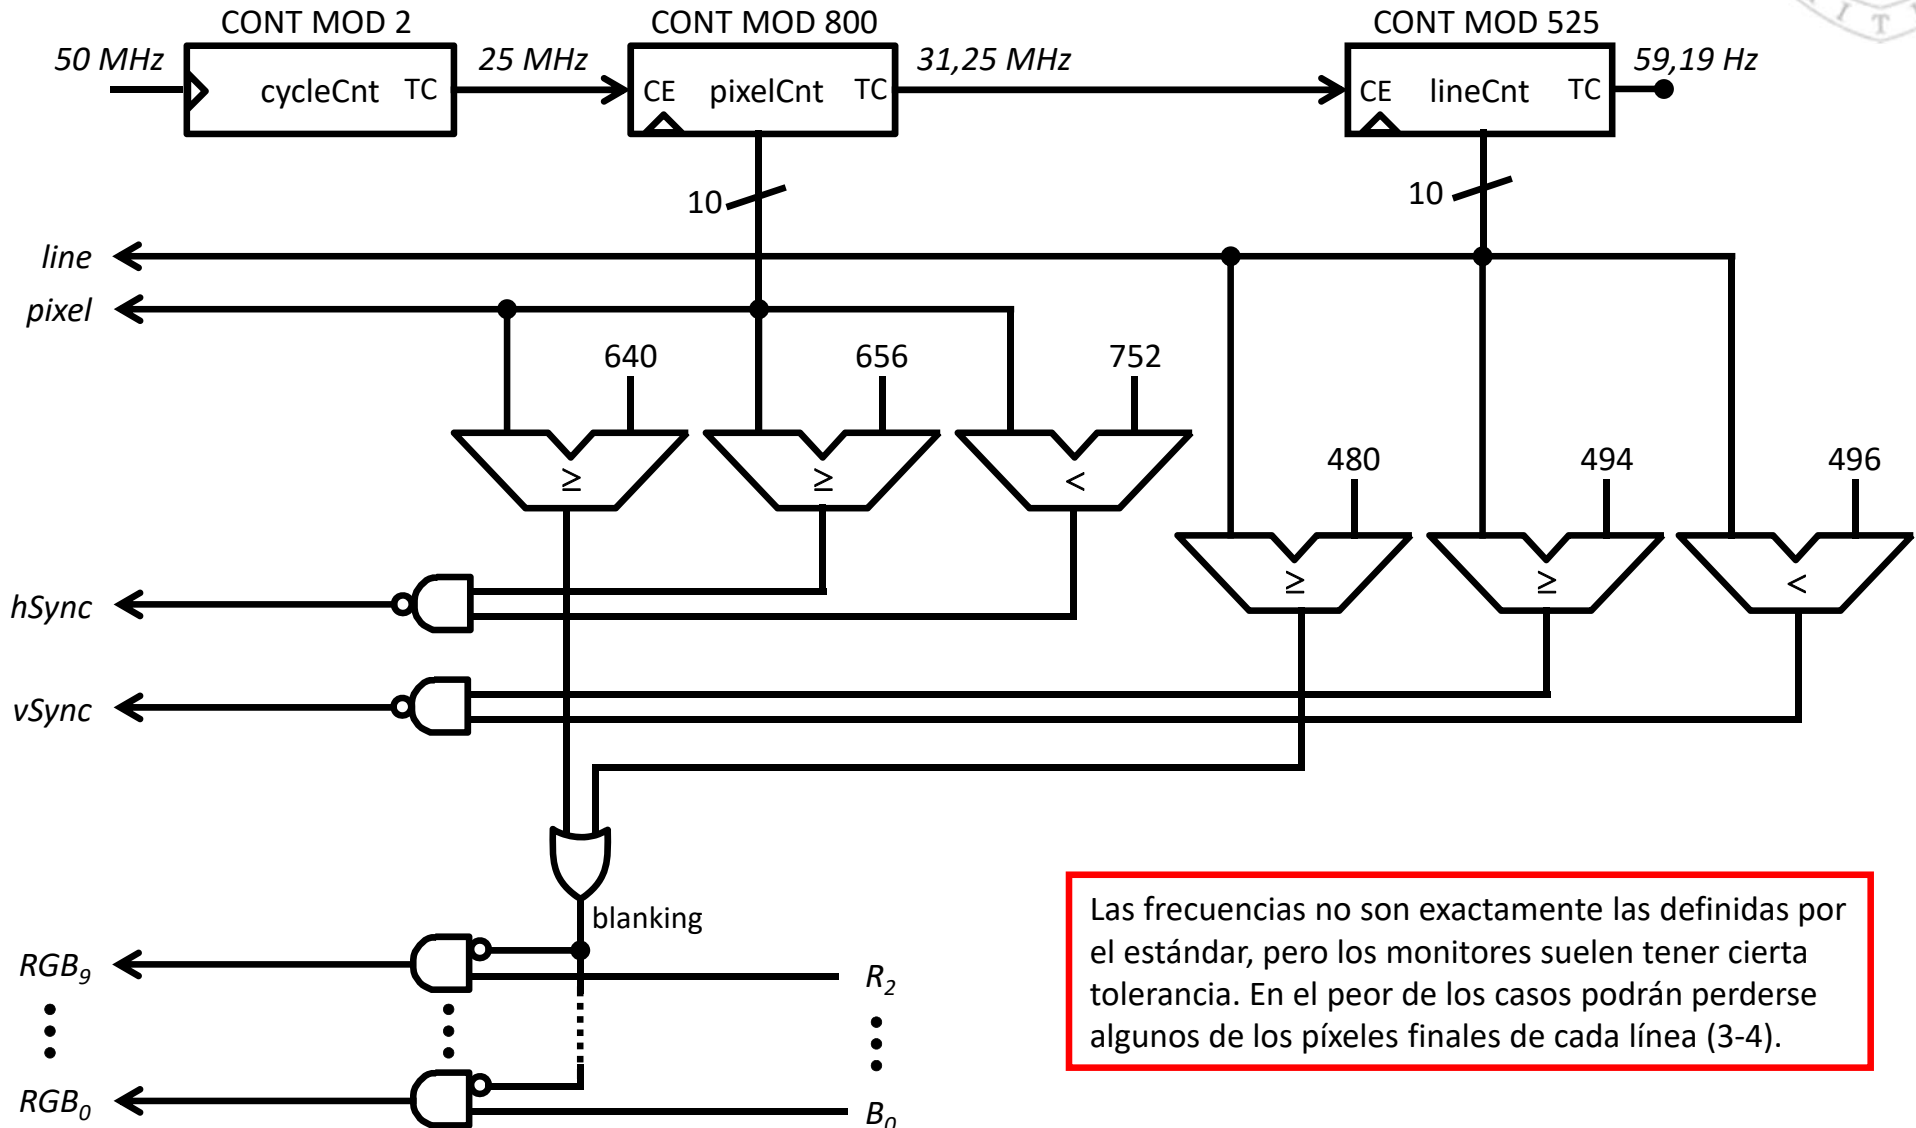 CONT MOD 2
CONT MOD 800
CONT MOD 525
50 MHz
cycleCnt
TC
25 MHz
CE
pixelCnt
TC
31,25 MHz
CE
lineCnt
TC
59,19 Hz
10
10
line
pixel
640
656
752
≥
≥
<
480
494
496
≥
≥
<
hSync
vSync
blanking
RGB9
R2
RGB0
B0
Las frecuencias no son exactamente las definidas por
el estándar, pero los monitores suelen tener cierta
tolerancia. En el peor de los casos podrán perderse
algunos de los píxeles finales de cada línea (3-4).